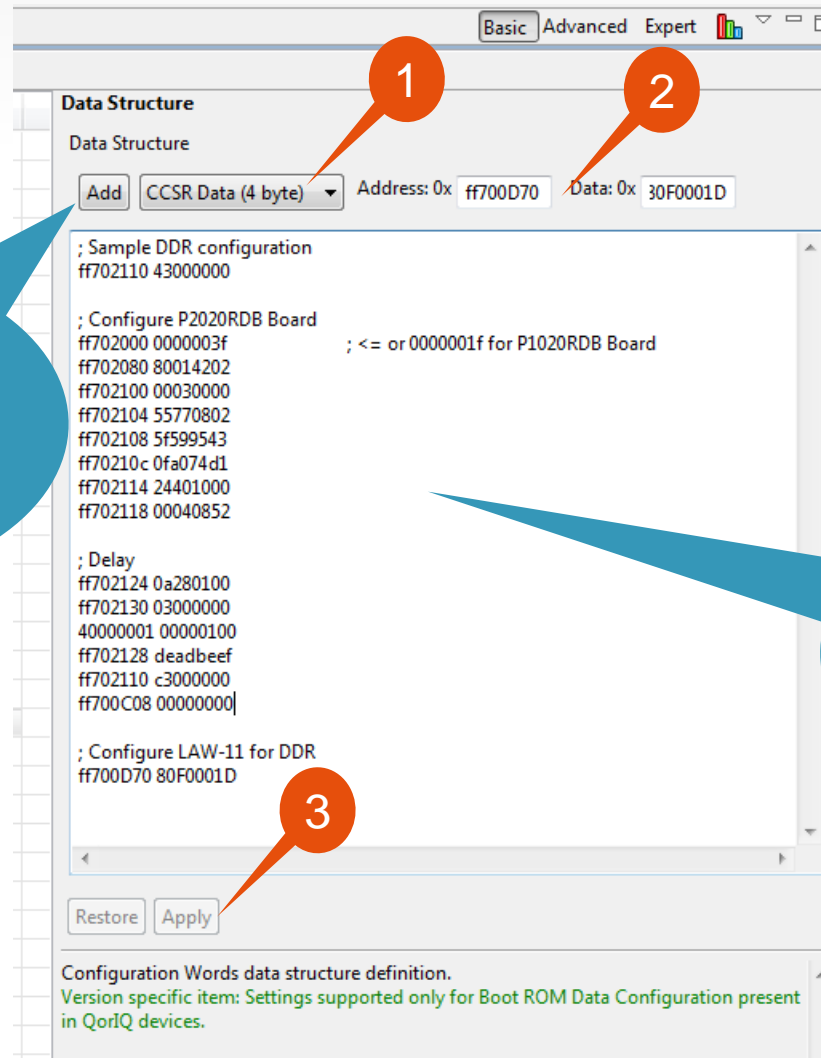 Basic Advanced Expert
1
2
Data Structure
Data Structure
Add CCSR Data (4 byte) Address: 0x ff700D70 Data: 0x 80F0001D
; Sample DDR configuration
ff702110 43000000
; Configure P2020RDB Board
ff702000 0000003f ; <= or 0000001f for P1020RDB Board
ff702080 80014202
ff702100 00030000
ff702104 55770802
ff702108 5f599543
ff70210c 0fa074d1
ff702114 24401000
ff702118 00040852
; Delay
ff702124 0a280100
ff702130 03000000
40000001 00000100
ff702128 deadbeef
ff702110 c3000000
ff700C08 00000000
; Configure LAW-11 for DDR
ff700D70 80F0001D
3
Restore Apply
Configuration Words data structure definition.
Version specific item: Settings supported only for Boot ROM Data Configuration present
in QorIQ devices.